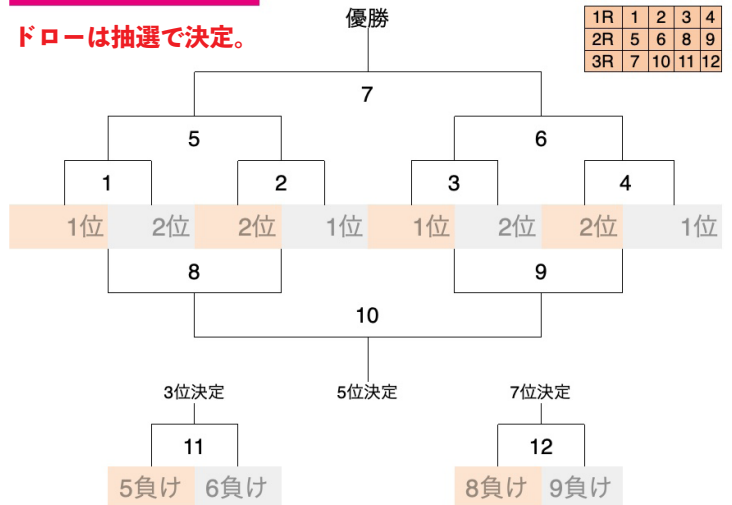 優勝
ドローは抽選で決定。
1R 1 2 3 4
2R 5 6 8 9
3R 7 10 11 12
7
5 6
1 2 3 4
1位 2位 2位 1位 1位 2位 2位 1位
8 9
10
3位決定 5位決定 7位決定
11 12
5負け 6負け 8負け 9負け